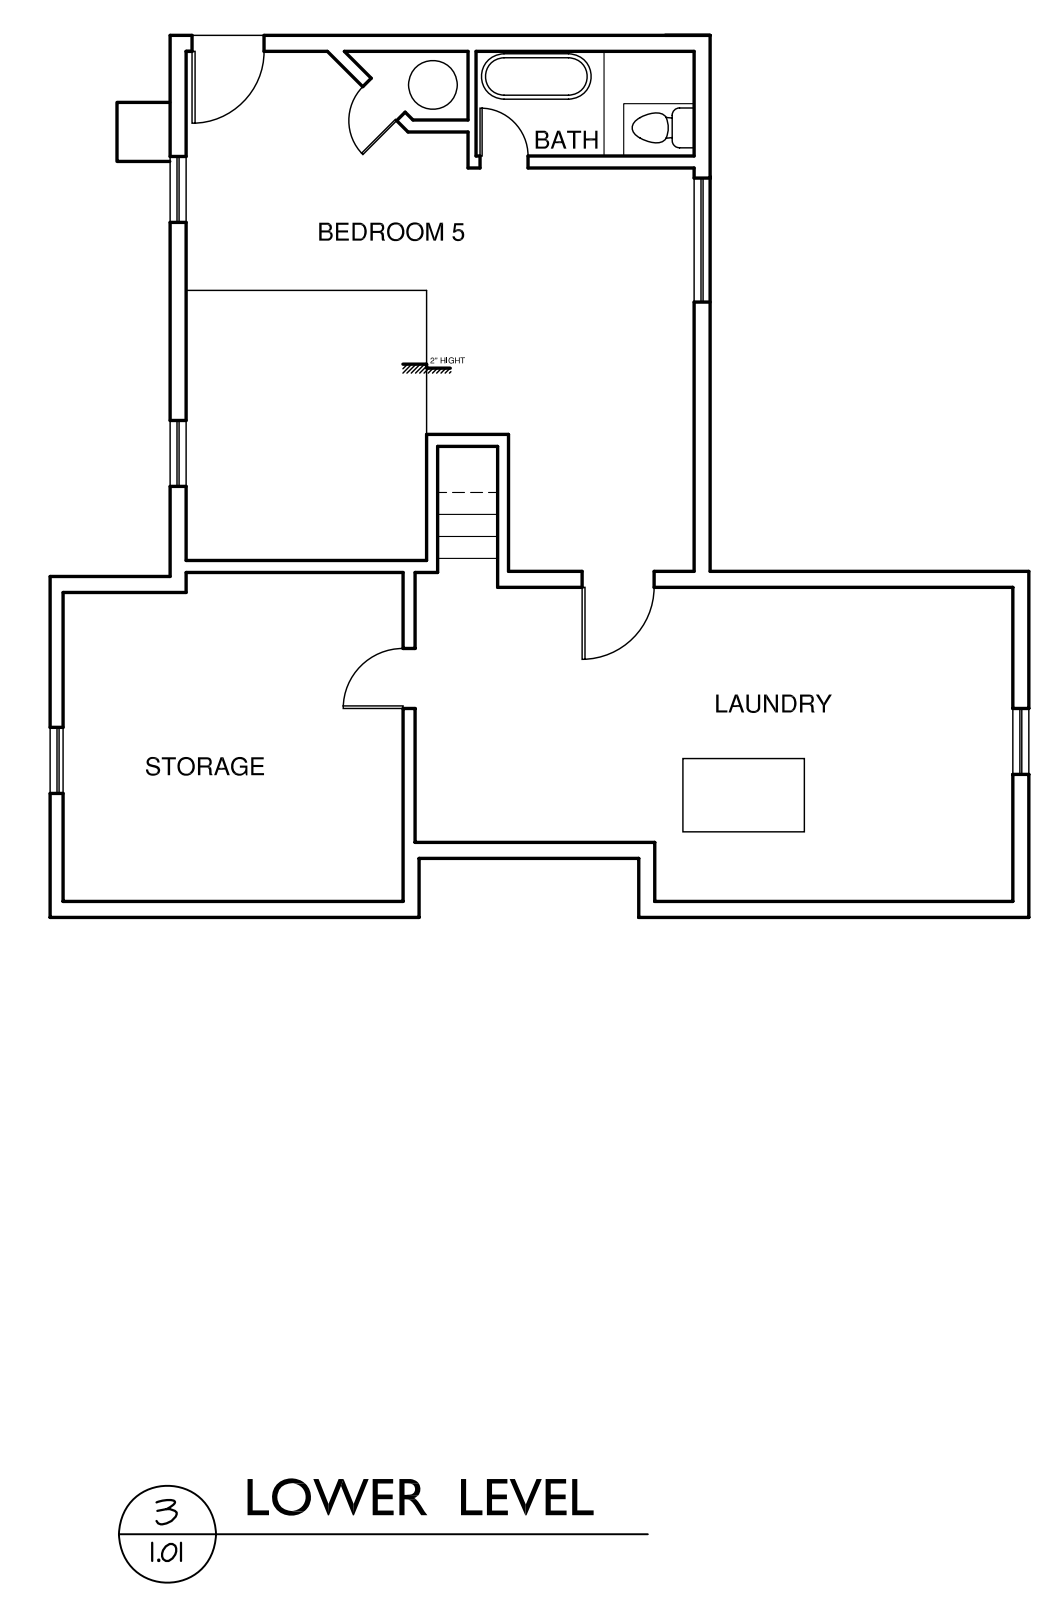 BATH
BEDROOM 5
2" HIGHT
LAUNDRY
STORAGE
LOWER LEVEL
3
1.01